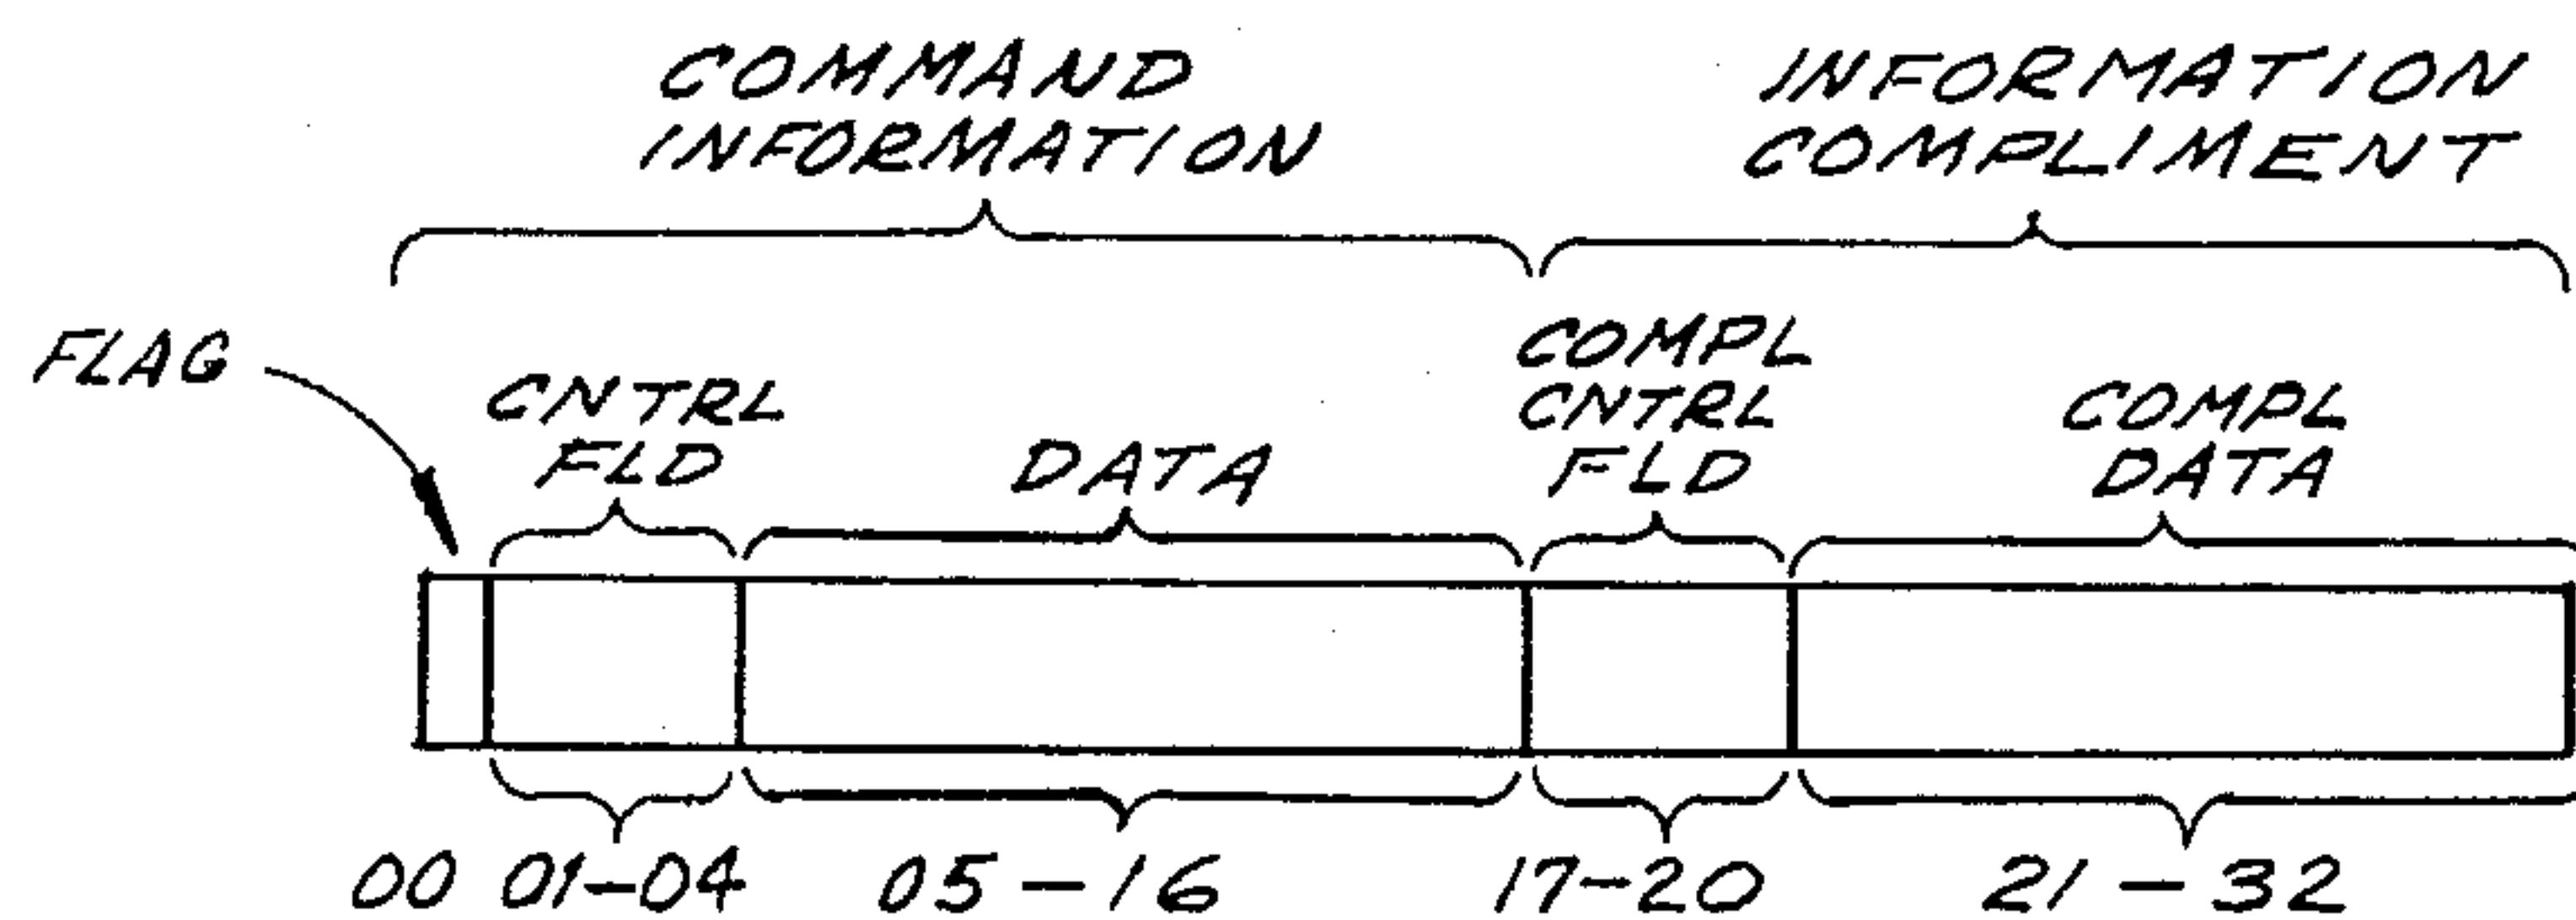 COMMAND
INFORMATION
INFORMATION
COMPLIMENT
FLAG
CNTRL
FLD
DATA
COMPL
CNTRL
FLD
COMPL
DATA
00 01-04 05-16 17-20 21-32